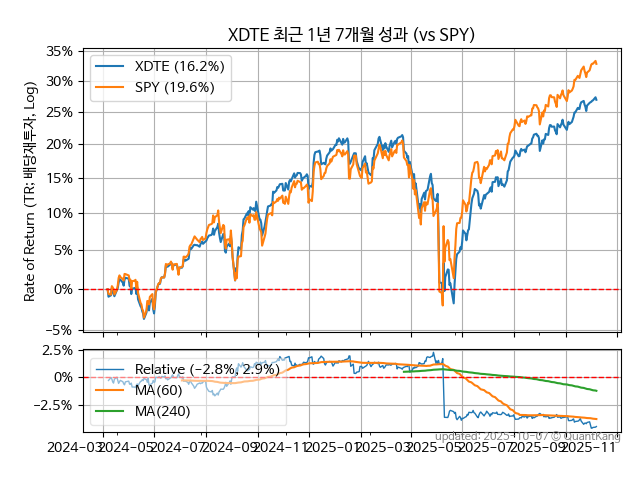 XDTE 최근 1년 7개월 성과 (vs SPY)
Rate of Return (TR: 배당재투자, Log)
35%
30%
25%
20%
15%
10%
5%
0%
−5%
XDTE (16.2%)
SPY (19.6%)
2.5%
0%
−2.5%
Relative (−2.8%, 2.9%)
MA(60)
MA(240)
updated: 2025-10-07 © QuantKang
2024-03 2024-05 2024-07 2024-09 2024-11 2025-01 2025-03 2025-05 2025-07 2025-09 2025-11